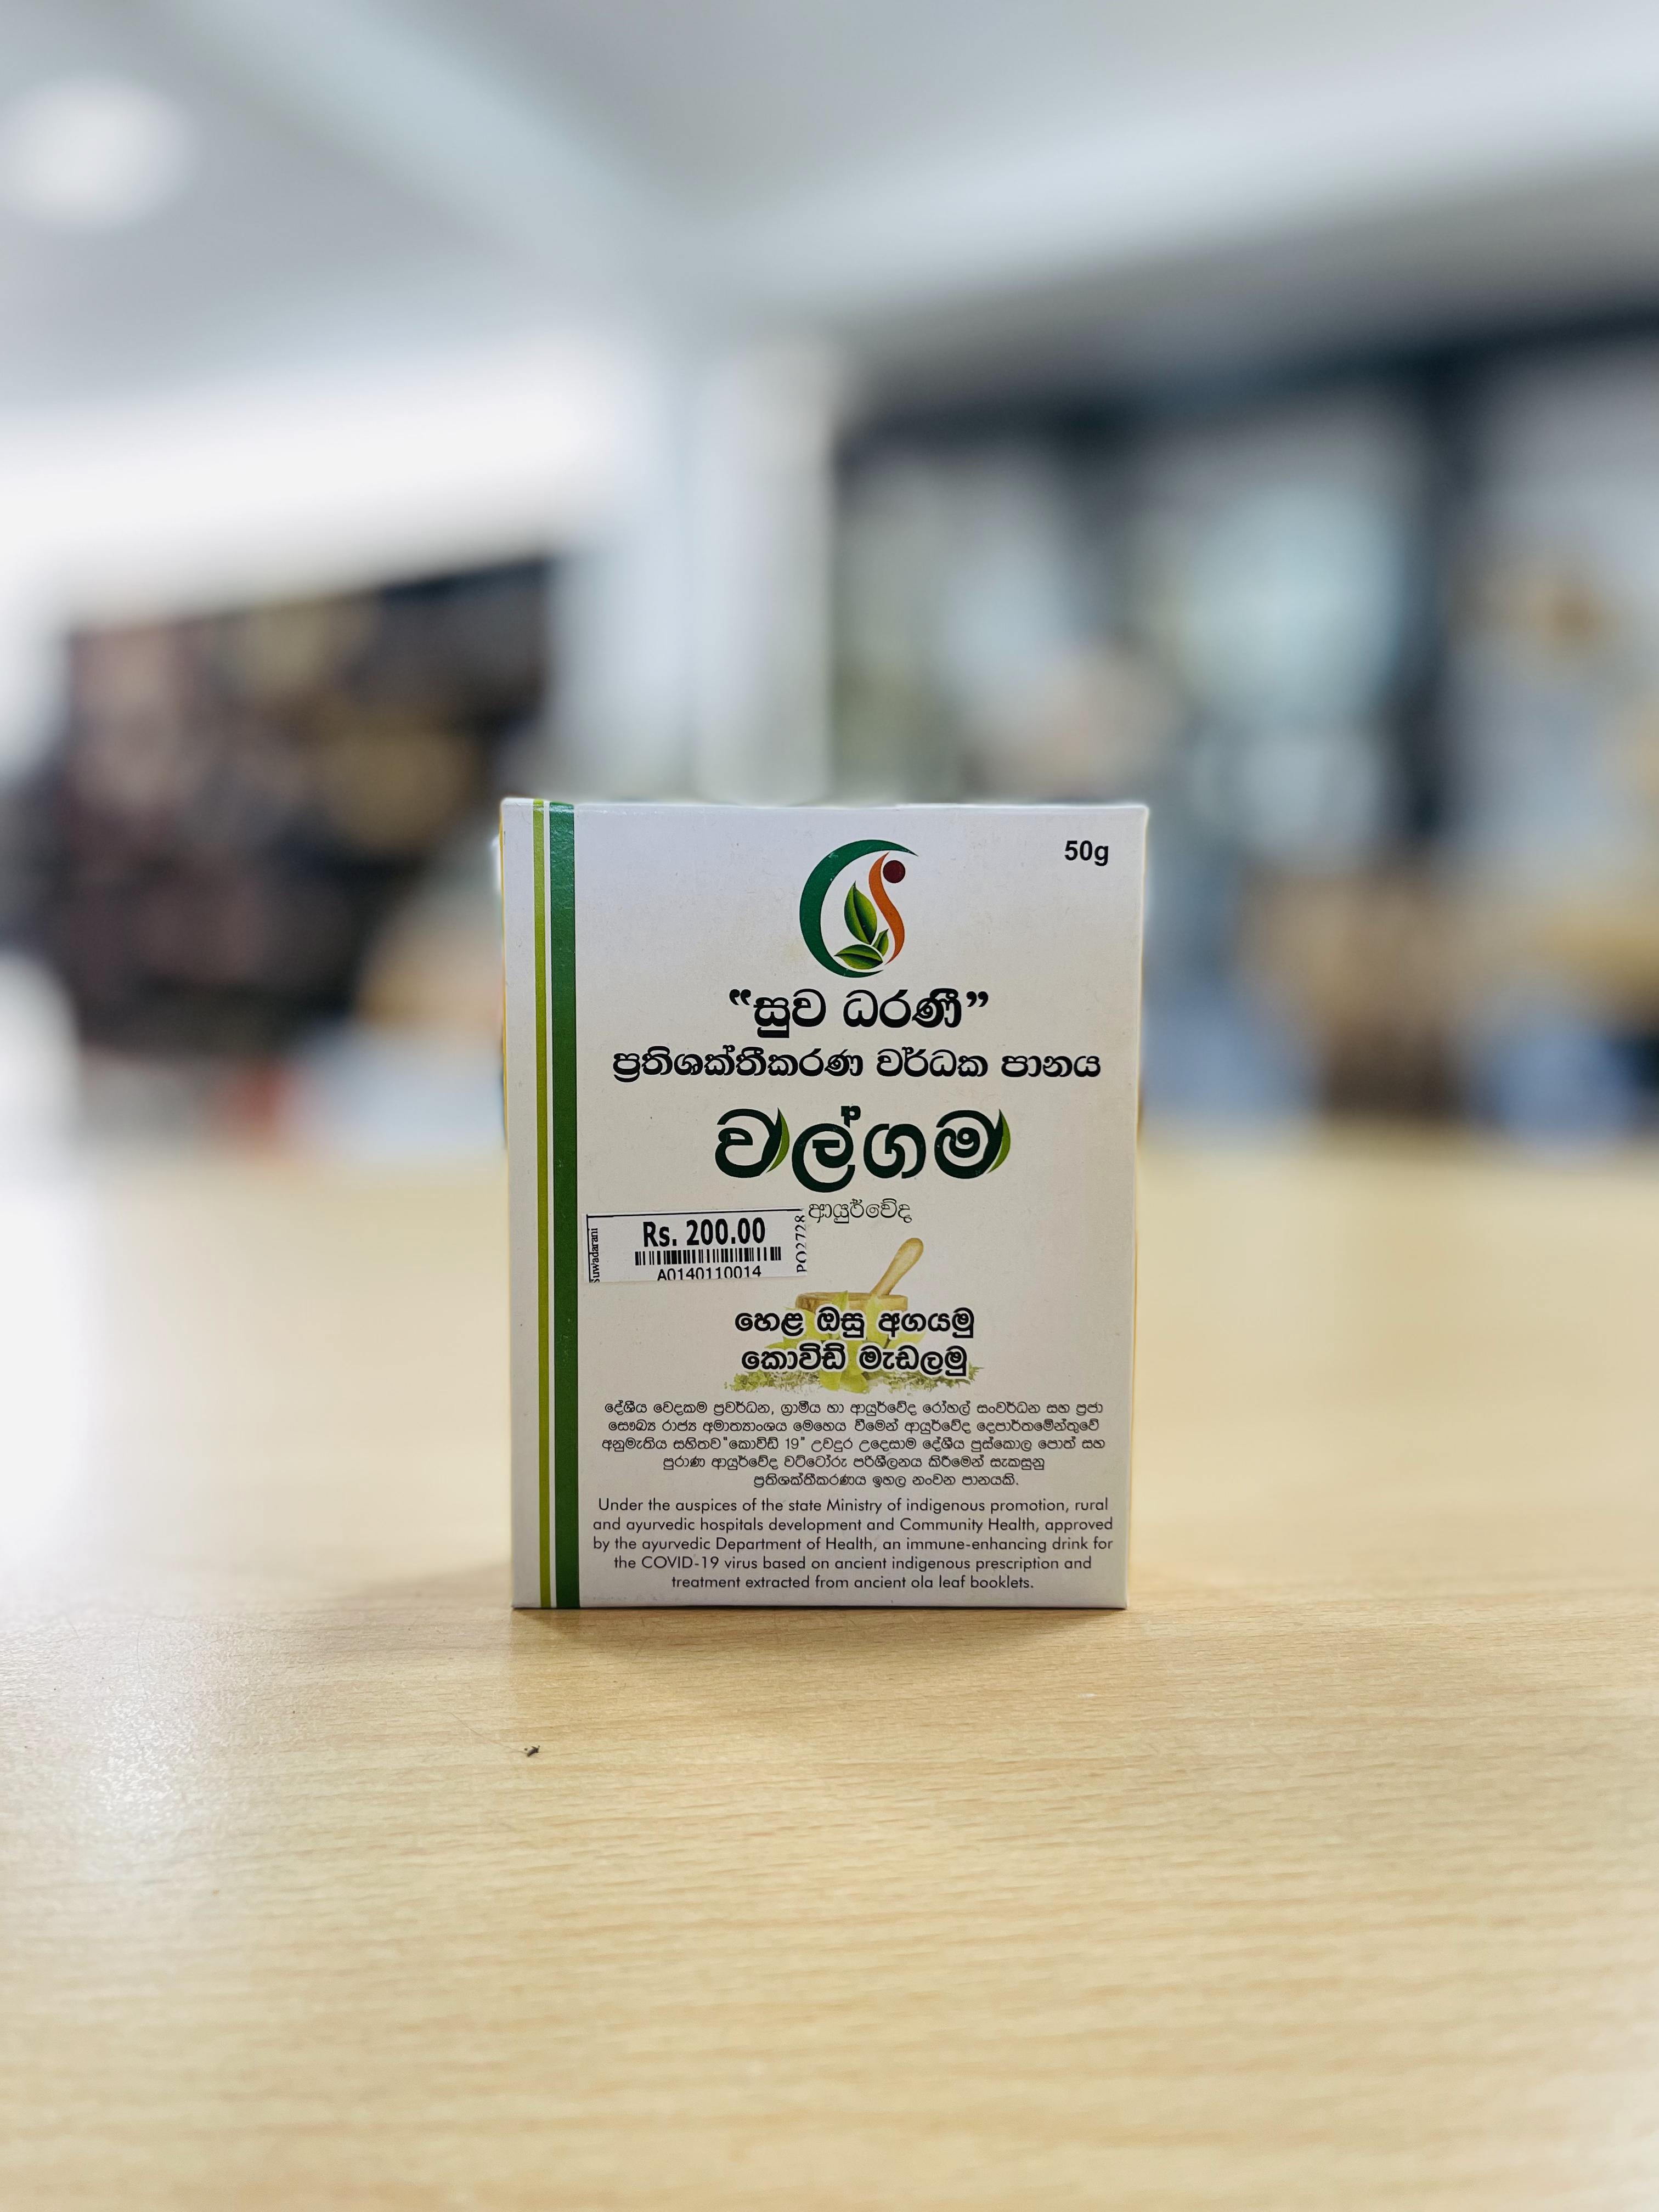 50g
“සුව ධරණී”
ප්‍රතිශක්තීකරණ වර්ධක පානය
වල්ගම
ආයුර්වේද
Suwadarani
Rs. 200.00
PO2728
A0140110014
හෙළ ඔසු අගයමු
කොවිඩ් මැඩලමු
දේශීය වෙදකම ප්‍රවර්ධන, ග්‍රාමීය හා ආයුර්වේද රෝහල් සංවර්ධන සහ ප්‍රජා
සෞඛ්‍ය රාජ්‍ය අමාත්‍යාංශය මෙහෙය වීමෙන් ආයුර්වේද දෙපාර්තමේන්තුවේ
අනුමැතිය සහිතව "කොවිඩ් 19" උවදුර උදෙසාම දේශීය පුස්කොල පොත් සහ
පුරාණ ආයුර්වේද වට්ටෝරු පරිශීලනය කිරීමෙන් සැකසුනු
ප්‍රතිශක්තීකරණය ඉහල නංවන පානයකි.
Under the auspices of the state Ministry of indigenous promotion, rural
and ayurvedic hospitals development and Community Health, approved
by the ayurvedic Department of Health, an immune-enhancing drink for
the COVID-19 virus based on ancient indigenous prescription and
treatment extracted from ancient ola leaf booklets.